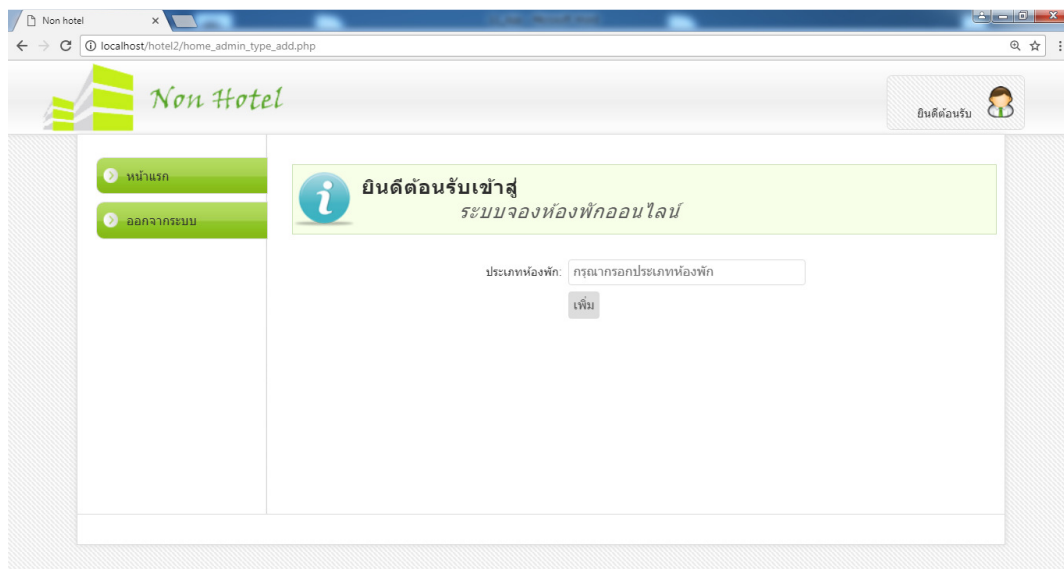 Non hotel
localhost/hotel2/home_admin_type_add.php
Non Hotel
ยินดีต้อนรับ
หน้าแรก
ออกจากระบบ
i
ยินดีต้อนรับเข้าสู่
ระบบจองห้องพักออนไลน์
ประเภทห้องพัก: กรุณากรอกประเภทห้องพัก
เพิ่ม